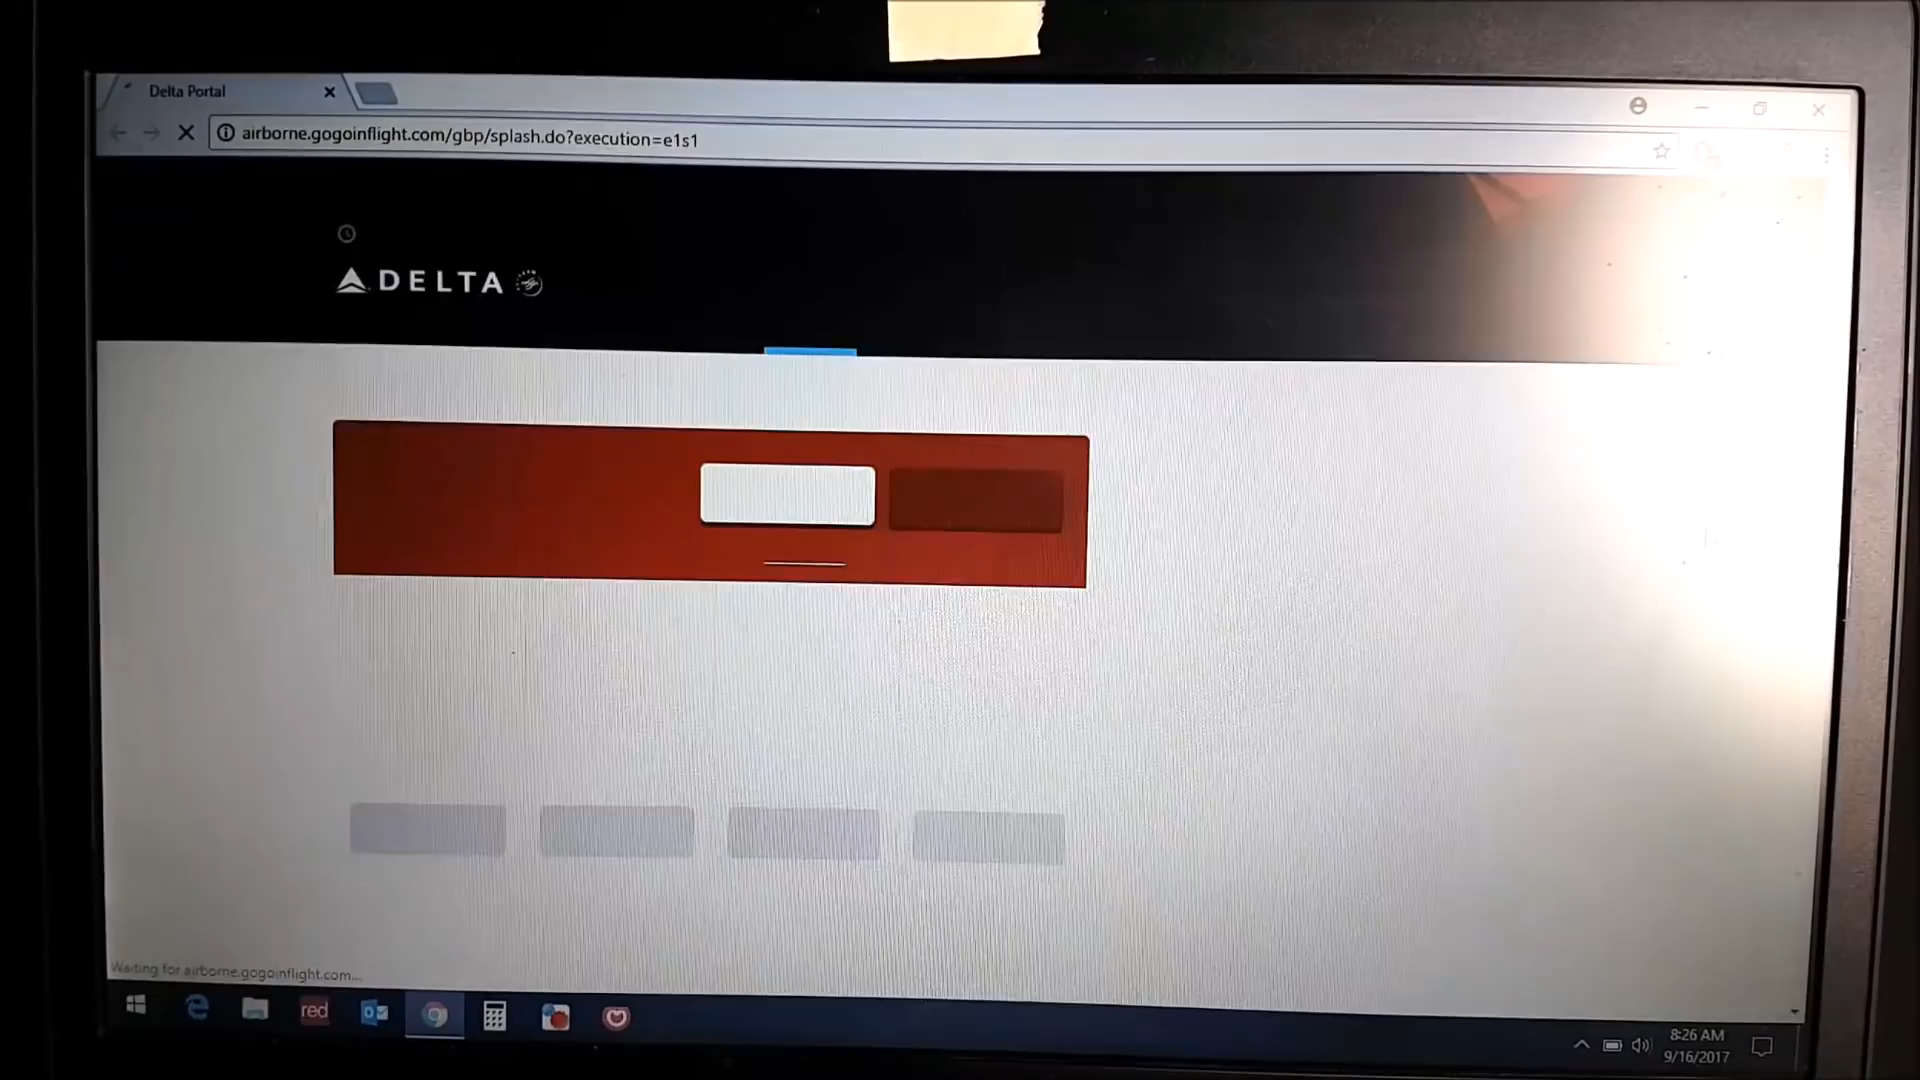 Delta Portal
airborne.gogoinflight.com/gbp/splash.do?execution=e1s1
DELTA
Waiting for airborne.gogoinflight.com...
red
8:26 AM
9/16/2017